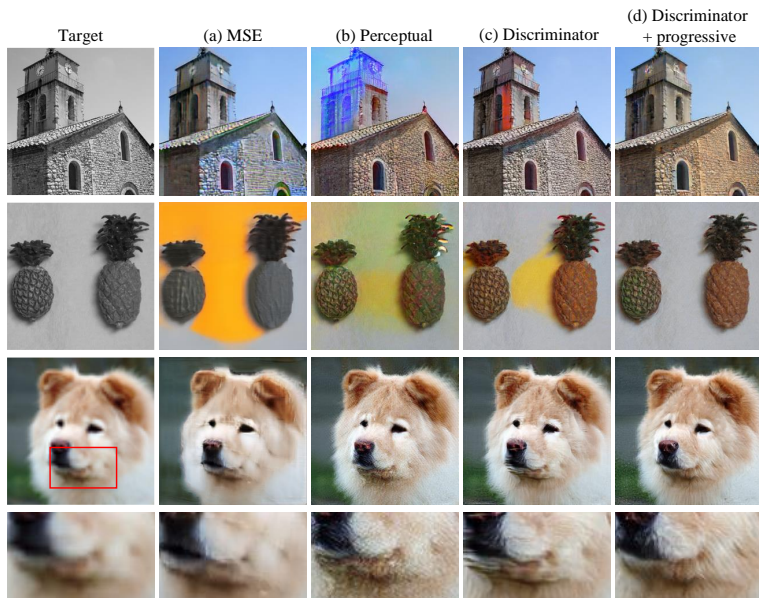 Target
(a) MSE
(b) Perceptual
(c) Discriminator
(d) Discriminator
+ progressive